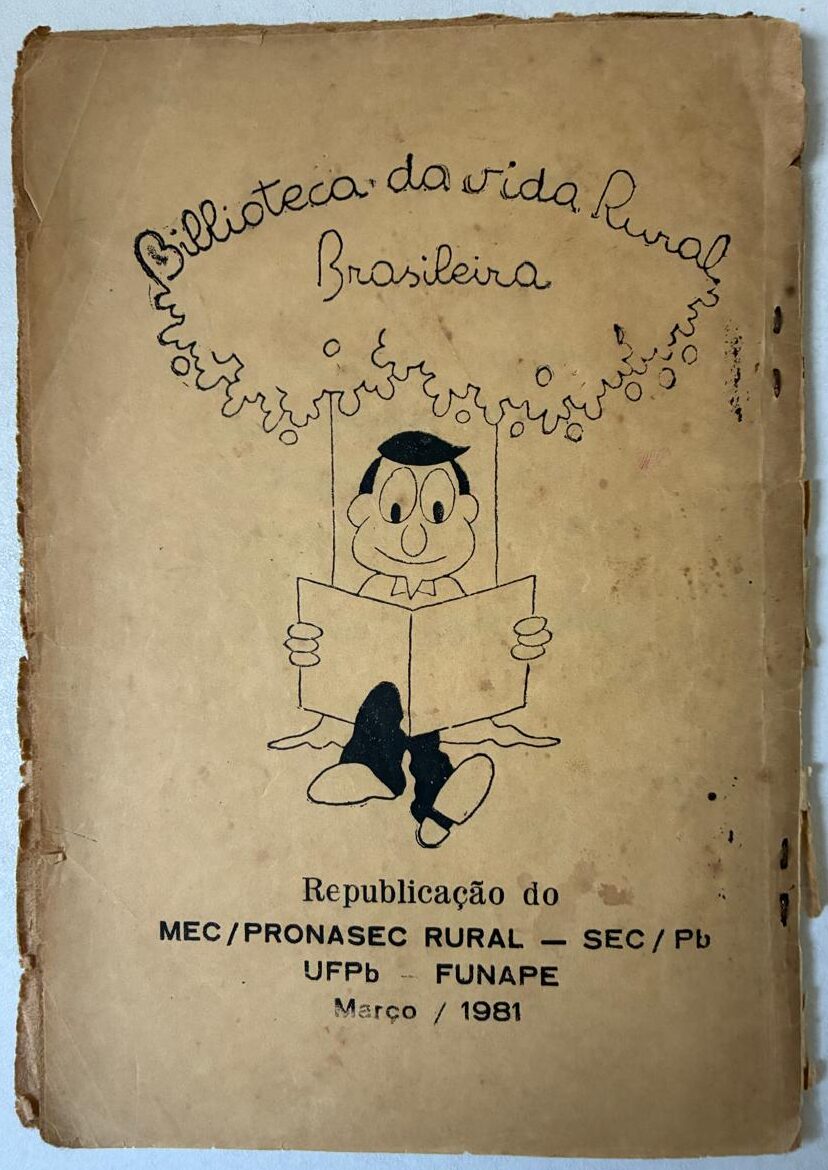 Biblioteca da vida Rural
Brasileira
Republicação do
MEC/PRONASEC RURAL — SEC/Pb
UFPb - FUNAPE
Março / 1981